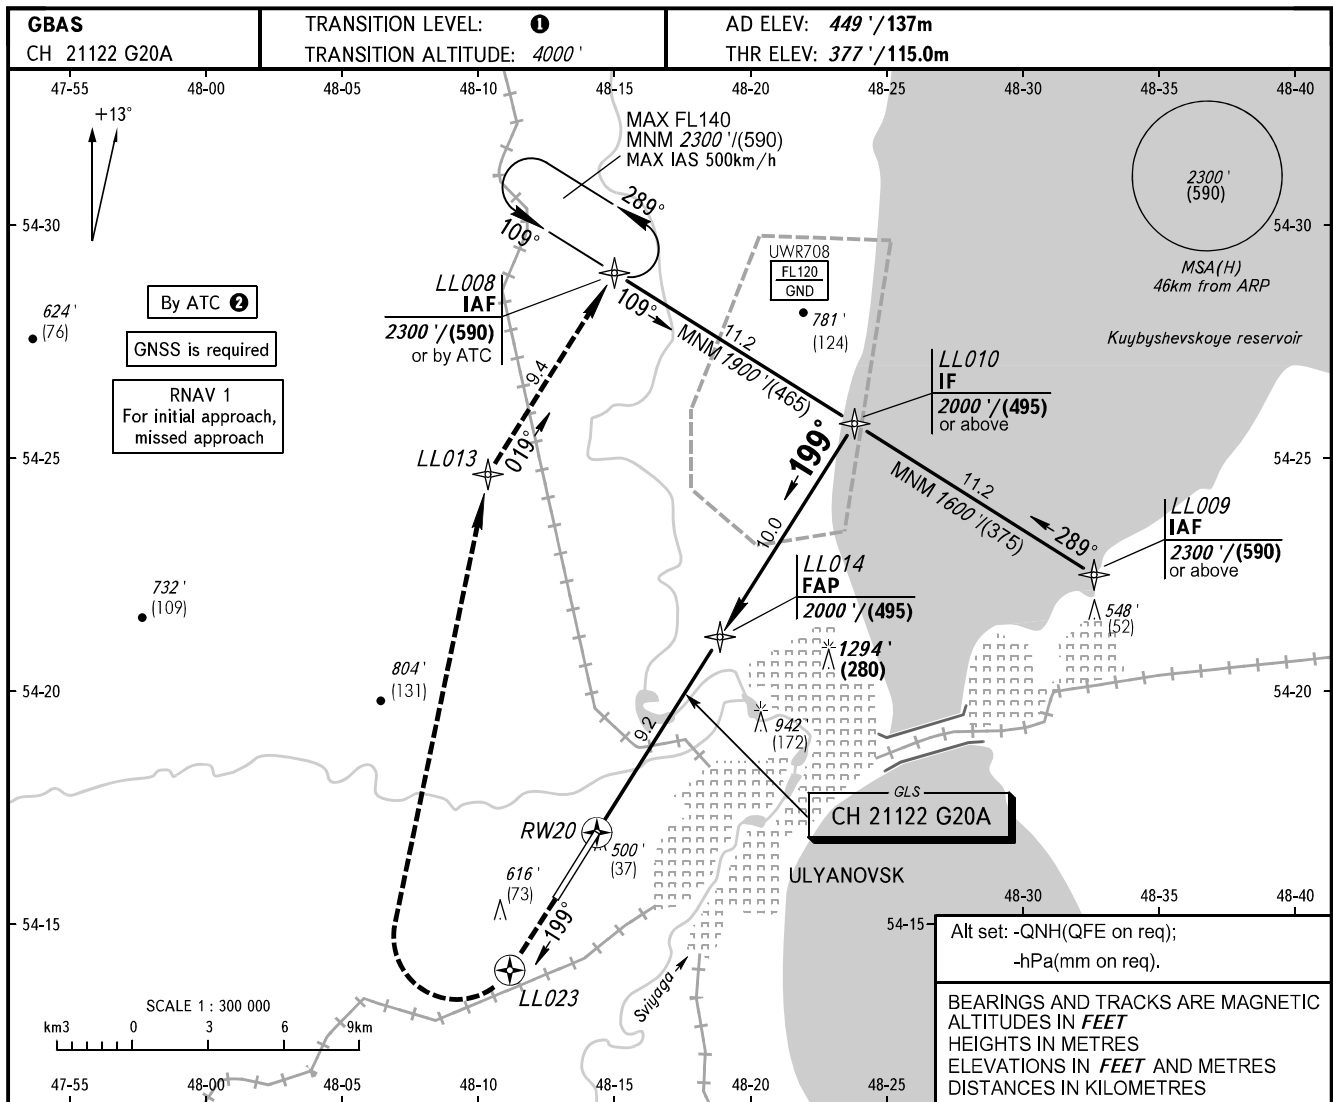 GBAS
CH 21122 G20A
TRANSITION LEVEL: ❶
TRANSITION ALTITUDE: 4000 '
AD ELEV: 449 '/137m
THR ELEV: 377 '/115.0m
47-55
48-00
48-05
48-10
48-15
48-20
48-25
48-30
48-35
48-40
+13°
MAX FL140
MNM 2300 '/(590)
MAX IAS 500km/h
289°
109°
2300 '
(590)
MSA(H)
46km from ARP
54-30
54-30
UWR708
FL120
GND
781 '
(124)
LL008
IAF
2300 '/(590)
or by ATC
109°
11.2
MNM 1900 '/(465)
By ATC ❷
GNSS is required
RNAV 1
For initial approach,
missed approach
624 '
(76)
Kuybyshevskoye reservoir
LL010
IF
2000 '/(495)
or above
9.4
019°
LL013
199°
54-25
54-25
11.2
MNM 1600 '/(375)
289°
LL009
IAF
2300 '/(590)
or above
10.0
LL014
FAP
2000 '/(495)
732 '
(109)
548 '
(52)
1294 '
(280)
804 '
(131)
54-20
54-20
942 '
(172)
9.2
GLS
CH 21122 G20A
RW20
500 '
(37)
616 '
(73)
ULYANOVSK
199°
LL023
Sviyaga
54-15
54-15
48-30
48-35
48-40
Alt set: -QNH(QFE on req);
-hPa(mm on req).
SCALE 1 : 300 000
km3 0 3 6 9km
BEARINGS AND TRACKS ARE MAGNETIC
ALTITUDES IN FEET
HEIGHTS IN METRES
ELEVATIONS IN FEET AND METRES
DISTANCES IN KILOMETRES
47-55
48-00
48-05
48-10
48-15
48-20
48-25